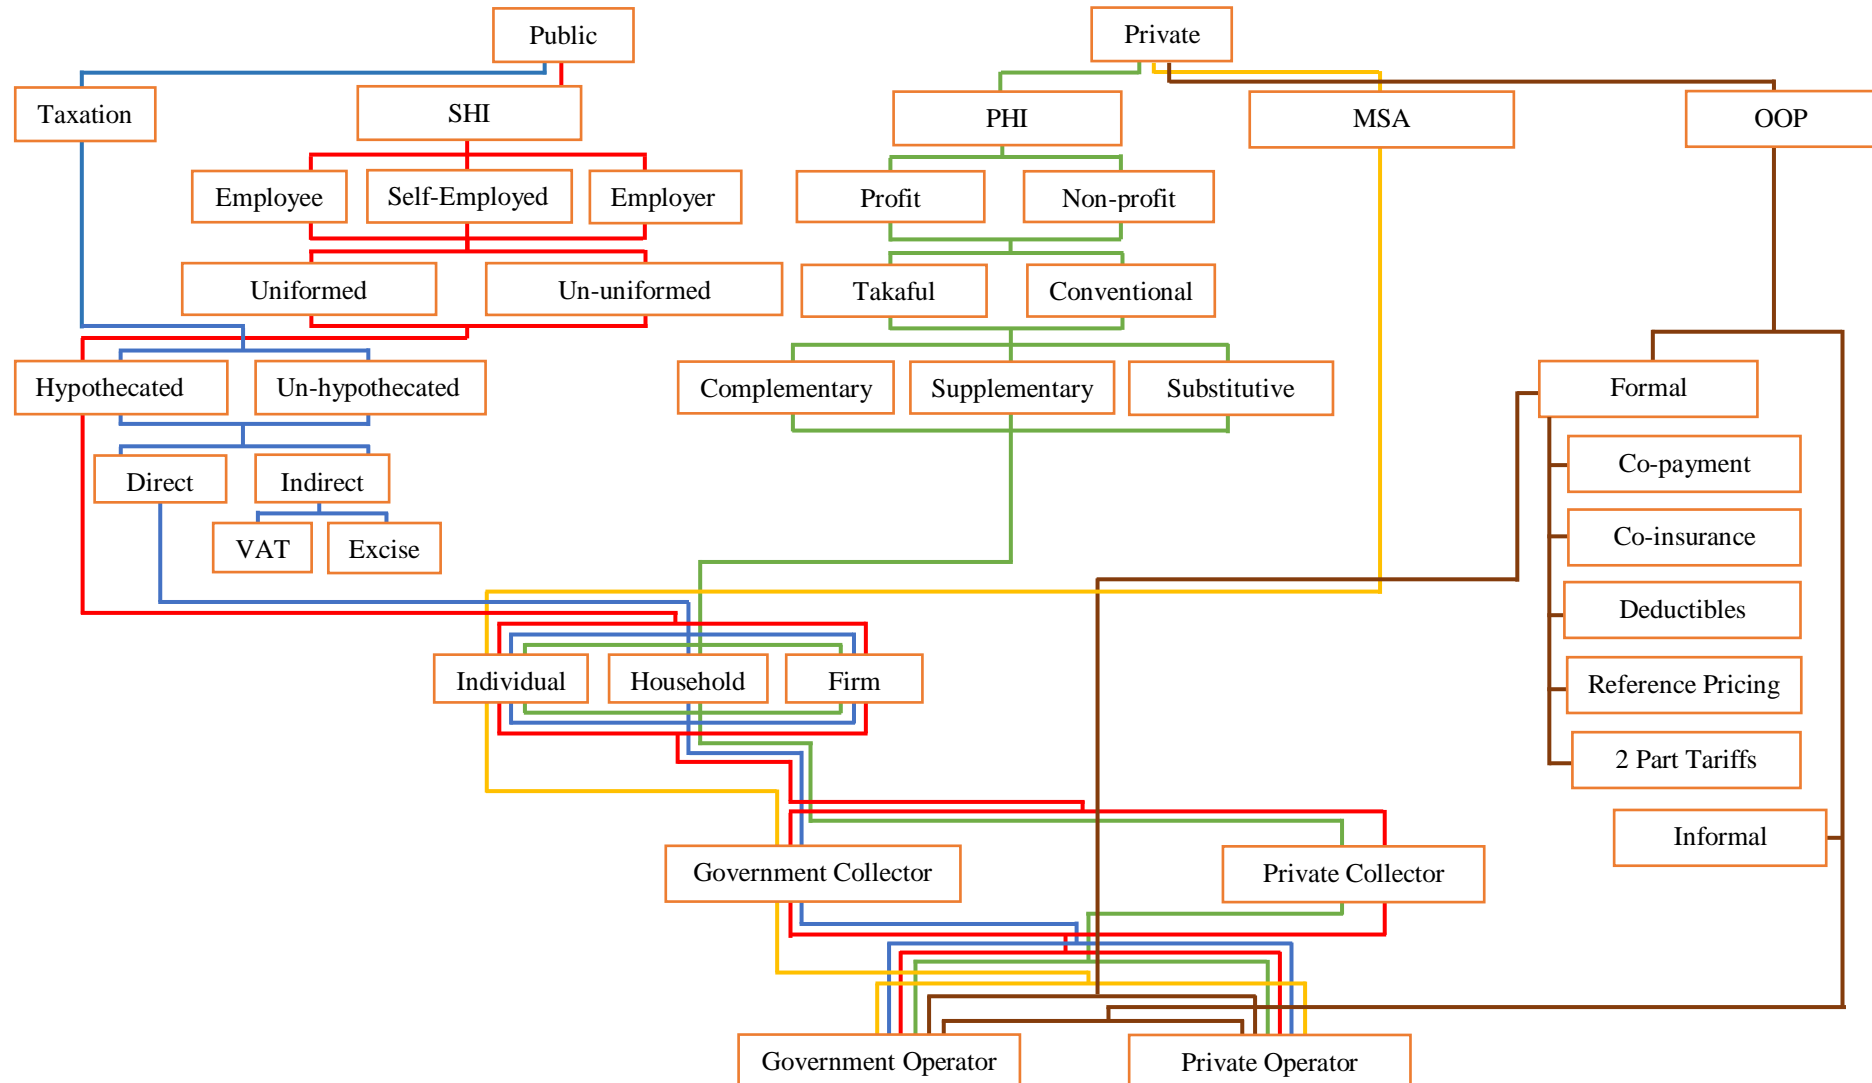 Public
Private
Taxation
SHI
PHI
MSA
OOP
Employee
Self-Employed
Employer
Profit
Non-profit
Uniformed
Un-uniformed
Takaful
Conventional
Hypothecated
Un-hypothecated
Complementary
Supplementary
Substitutive
Formal
Co-payment
Direct
Indirect
VAT
Excise
Co-insurance
Deductibles
Individual
Household
Firm
Reference Pricing
2 Part Tariffs
Informal
Government Collector
Private Collector
Government Operator
Private Operator